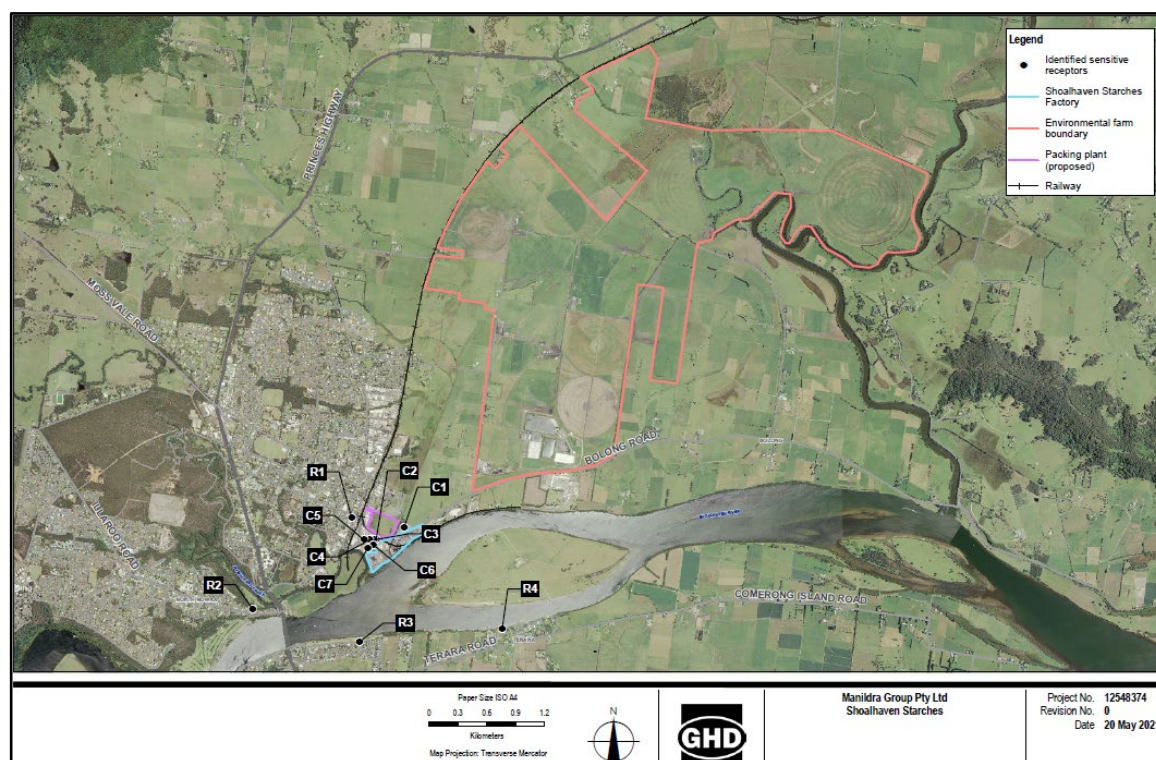 Legend
Identified sensitive
receptors
Shoalhaven Starches
Factory
Environmental farm
boundary
Packing plant
(proposed)
Railway
PRINCES HIGHWAY
MOSS VALE ROAD
ILLAROO ROAD
BOLONG ROAD
BOLONG
R1
C2
C1
C5
C3
C4
C6
C7
R2
R4
R3
COMERONG ISLAND ROAD
TERARA ROAD
TERARA
Paper Size ISO A4
0 0.3 0.6 0.9 1.2
Kilometers
Map Projection: Transverse Mercator
N
GHD
Manildra Group Pty Ltd
Shoalhaven Starches
Project No. 12548374
Revision No. 0
Date 20 May 202